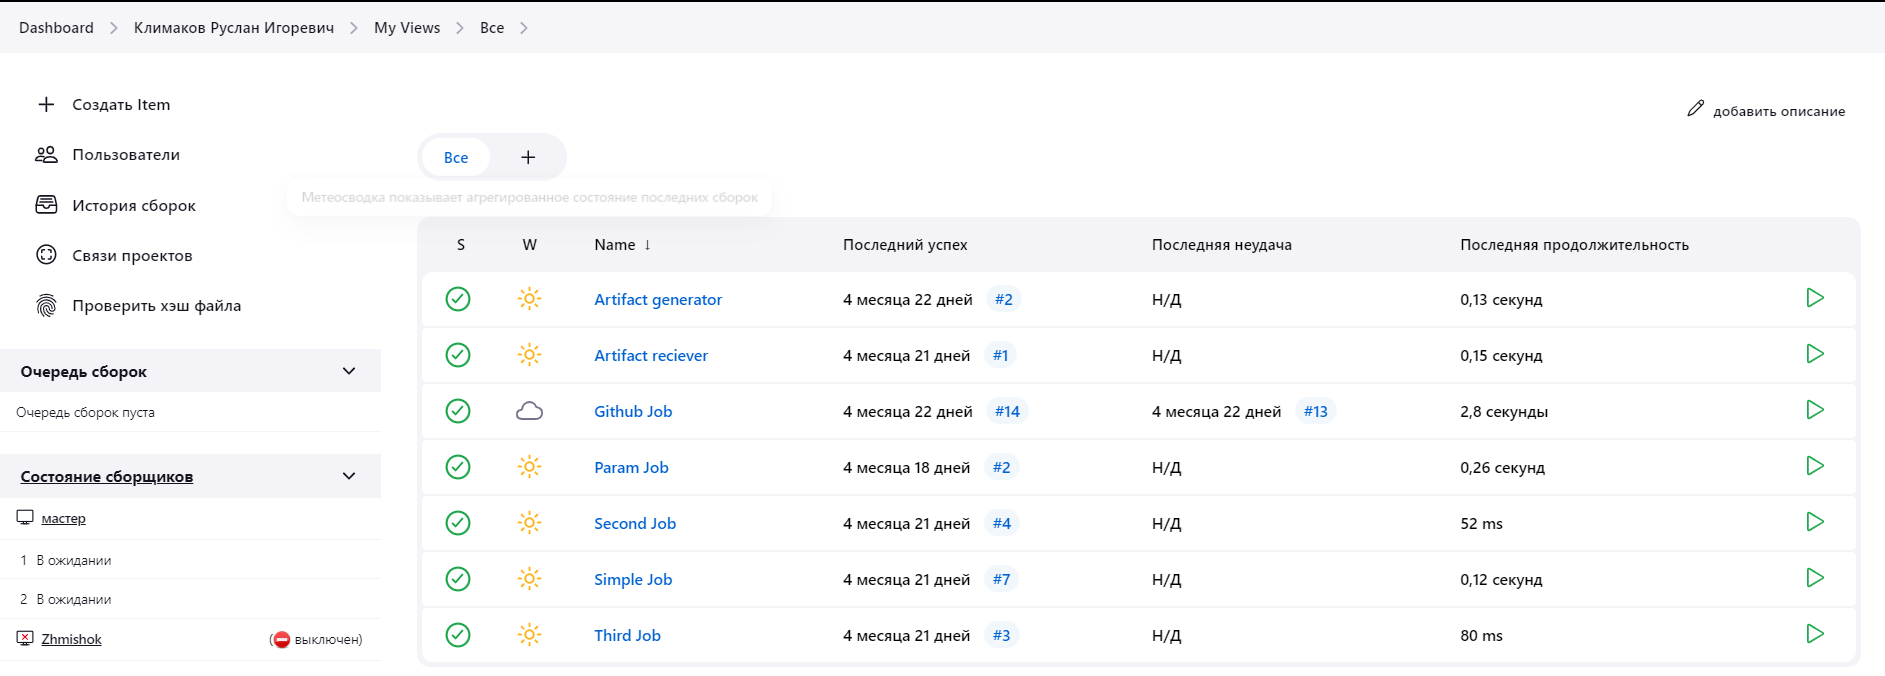 Dashboard Климаков Руслан Игоревич My Views Все
Создать Item
Пользователи
История сборок
Связи проектов
Проверить хэш файла
Очередь сборок
Очередь сборок пуста
Состояние сборщиков
мастер
1 В ожидании
2 В ожидании
Zhmishok (выключен)
добавить описание
Все +
Метеосводка показывает агрегированное состояние последних сборок
S W Name ↓ Последний успех Последняя неудача Последняя продолжительность
Artifact generator 4 месяца 22 дней #2 Н/Д 0,13 секунд
Artifact reciever 4 месяца 21 дней #1 Н/Д 0,15 секунд
Github Job 4 месяца 22 дней #14 4 месяца 22 дней #13 2,8 секунды
Param Job 4 месяца 18 дней #2 Н/Д 0,26 секунд
Second Job 4 месяца 21 дней #4 Н/Д 52 ms
Simple Job 4 месяца 21 дней #7 Н/Д 0,12 секунд
Third Job 4 месяца 21 дней #3 Н/Д 80 ms